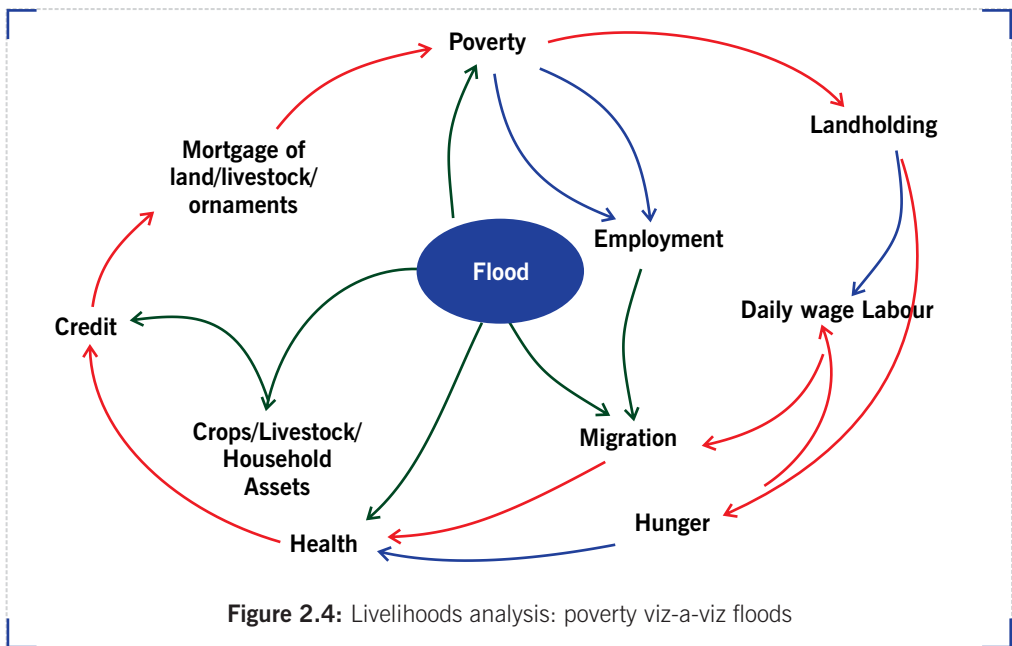 Poverty
Landholding
Mortgage of
land/livestock/
ornaments
Employment
Flood
Daily wage Labour
Credit
Crops/Livestock/
Household
Assets
Migration
Hunger
Health
Figure 2.4: Livelihoods analysis: poverty viz-a-viz floods